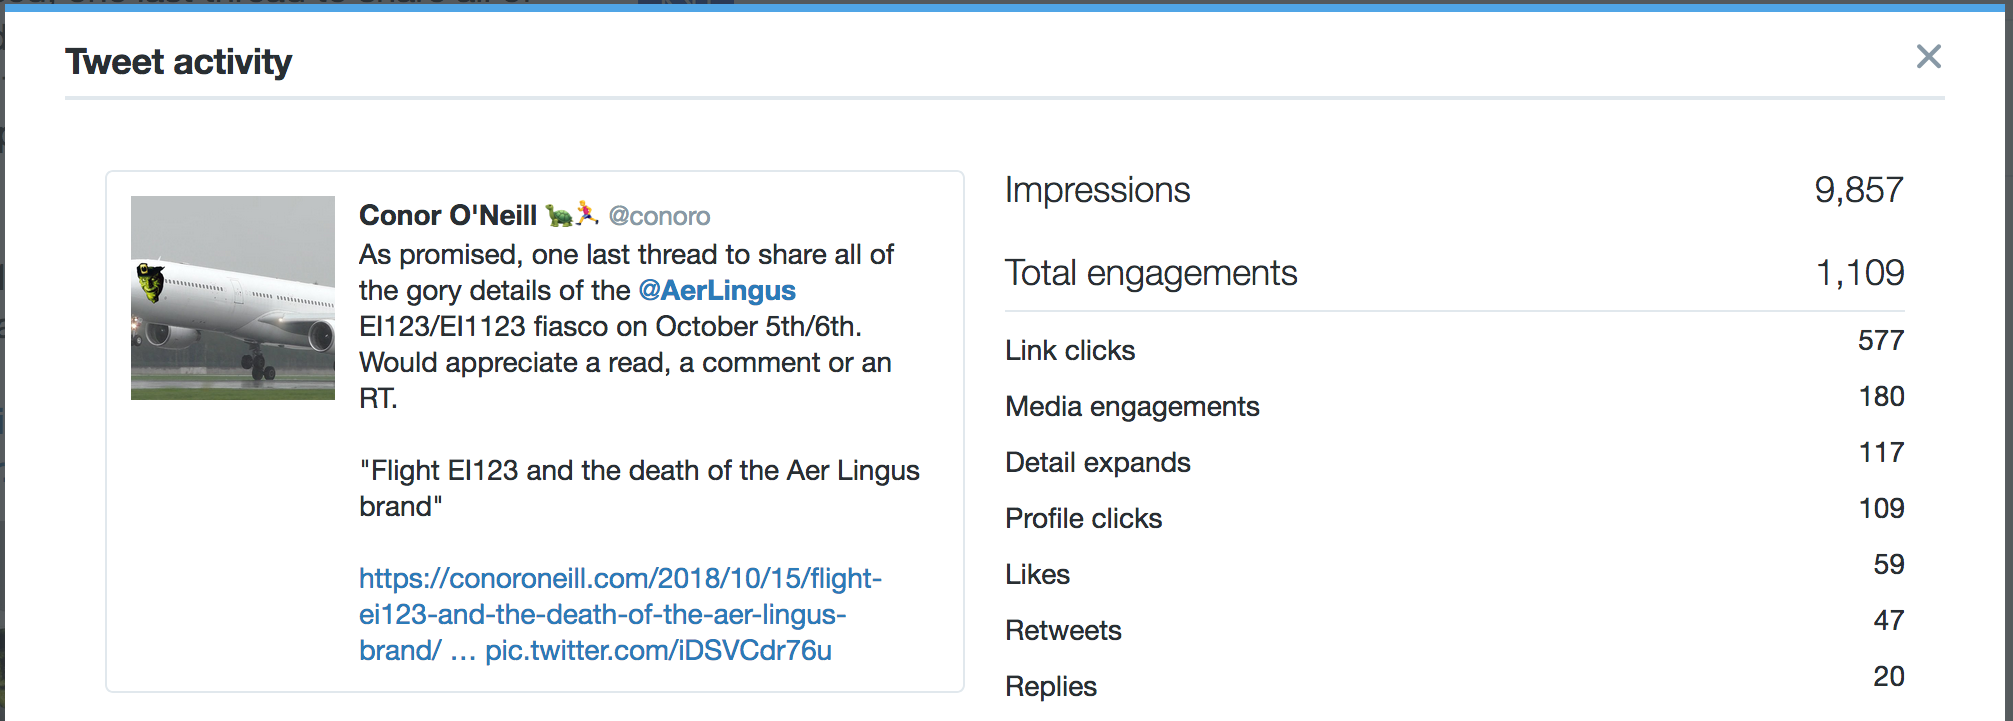 Tweet activity
Conor O'Neill 🐢🏃 @conoro
As promised, one last thread to share all of
the gory details of the @AerLingus
EI123/EI1123 fiasco on October 5th/6th.
Would appreciate a read, a comment or an
RT.
"Flight EI123 and the death of the Aer Lingus
brand"
https://conoroneill.com/2018/10/15/flight-
ei123-and-the-death-of-the-aer-lingus-
brand/ … pic.twitter.com/iDSVCdr76u
Impressions 9,857
Total engagements 1,109
Link clicks 577
Media engagements 180
Detail expands 117
Profile clicks 109
Likes 59
Retweets 47
Replies 20